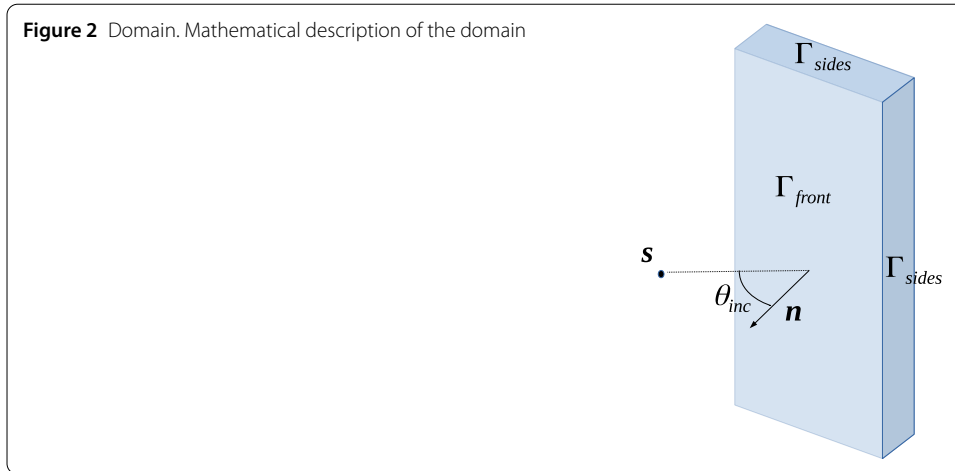 Figure 2 Domain. Mathematical description of the domain
Γsides
Γfront
s
Γsides
θinc
n